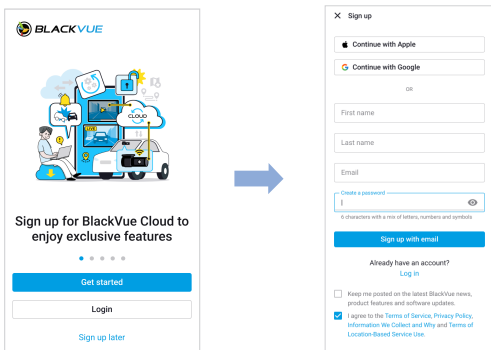 BLACKVUE
LIVE
CLOUD
Sign up for BlackVue Cloud to
enjoy exclusive features
Get started
Login
Sign up later
Sign up
Continue with Apple
Continue with Google
OR
First name
Last name
Email
Create a password
6 characters with a mix of letters, numbers and symbols
Sign up with email
Already have an account?
Log in
Keep me posted on the latest BlackVue news,
product features and software updates.
I agree to the Terms of Service, Privacy Policy,
Information We Collect and Why and Terms of
Location-Based Service Use.